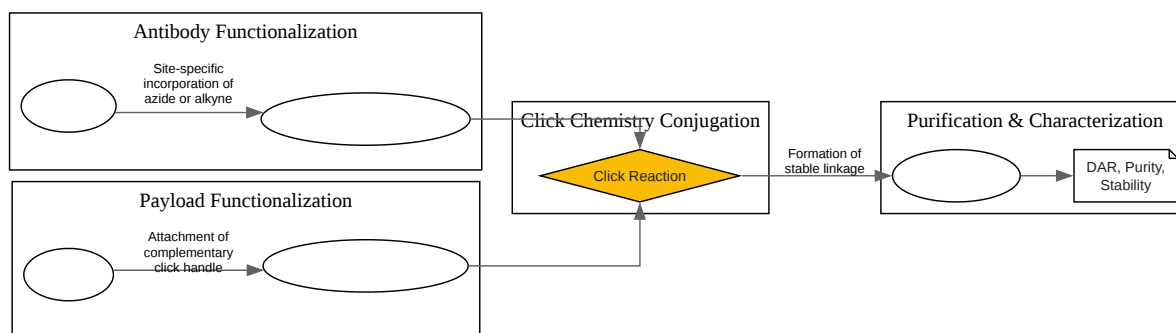 Antibody Functionalization
Site-specific
incorporation of
azide or alkyne
Click Chemistry Conjugation
Click Reaction
Purification & Characterization
Formation of
stable linkage
DAR, Purity,
Stability
Payload Functionalization
Attachment of
complementary
click handle